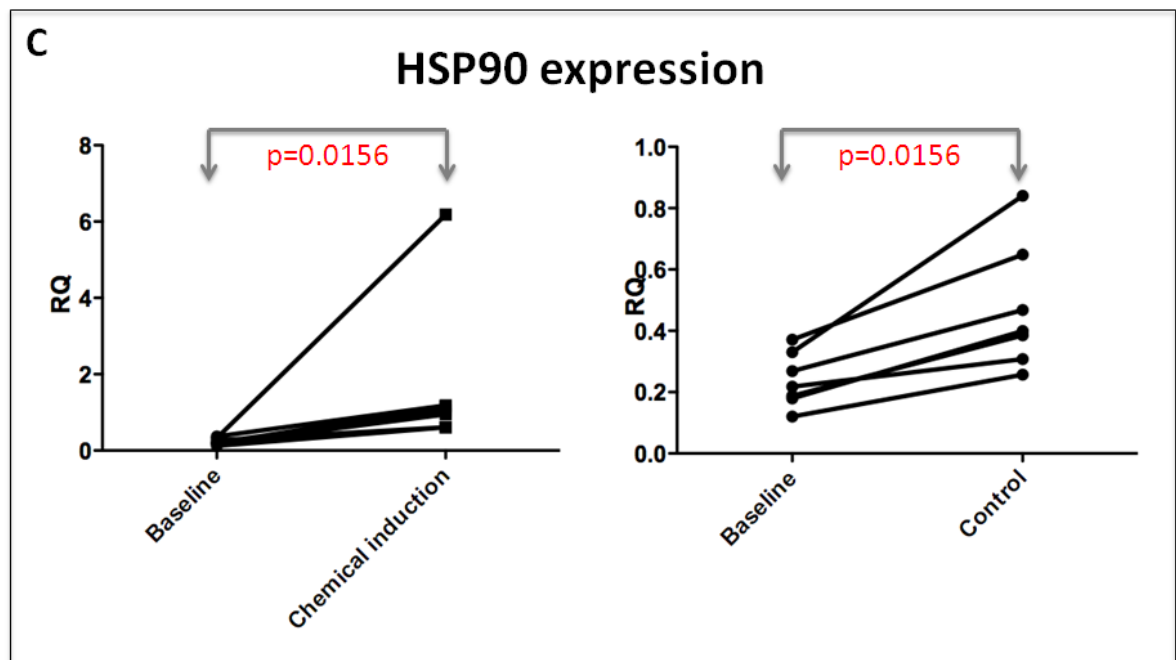 C
HSP90 expression
p=0.0156
8
6
4
2
0
RQ
Baseline
Chemical induction
p=0.0156
1.0
0.8
0.6
0.4
0.2
0.0
RQ
Baseline
Control